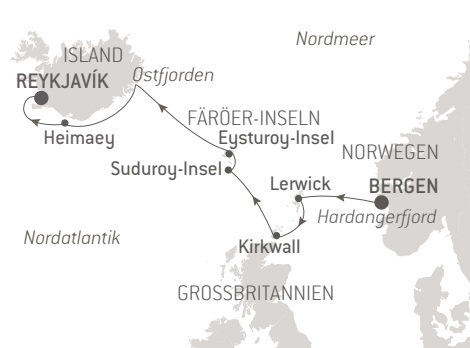 Nordmeer
ISLAND
REYKJAVÍK
Ostfjorden
Heimaey
FÄRÖER-INSELN
Eysturoy-Insel
NORWEGEN
Suduroy-Insel
Lerwick
BERGEN
Hardangerfjord
Nordatlantik
Kirkwall
GROSSBRITANNIEN